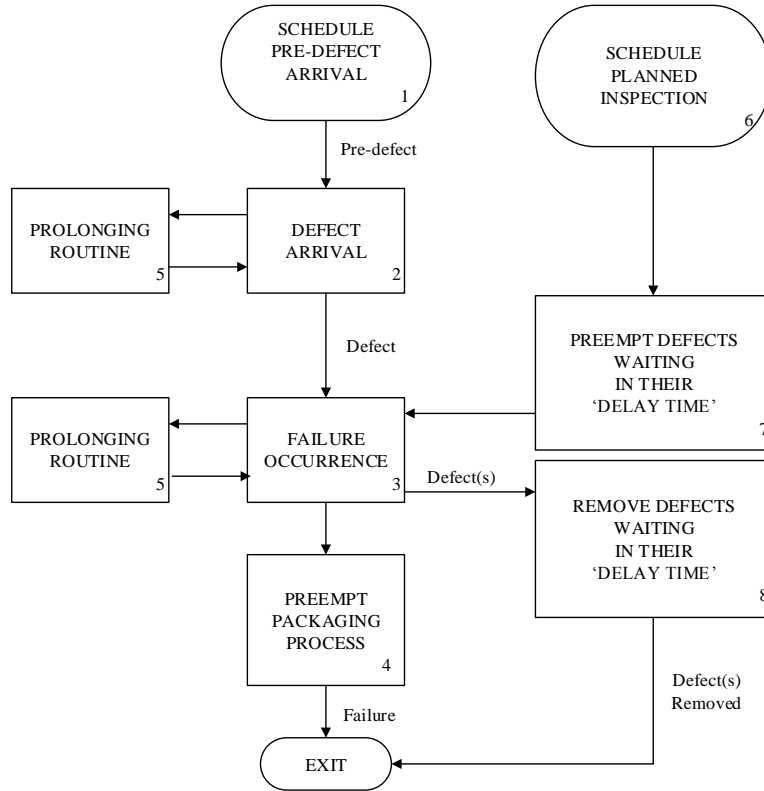 SCHEDULE
PRE-DEFECT
ARRIVAL
1
SCHEDULE
PLANNED
INSPECTION
6
Pre-defect
PROLONGING
ROUTINE
5
DEFECT
ARRIVAL
2
Defect
PREEMPT DEFECTS
WAITING
IN THEIR
‘DELAY TIME’
7
PROLONGING
ROUTINE
5
FAILURE
OCCURRENCE
3
Defect(s)
REMOVE DEFECTS
WAITING
IN THEIR
‘DELAY TIME’
8
PREEMPT
PACKAGING
PROCESS
4
Defect(s)
Removed
Failure
EXIT